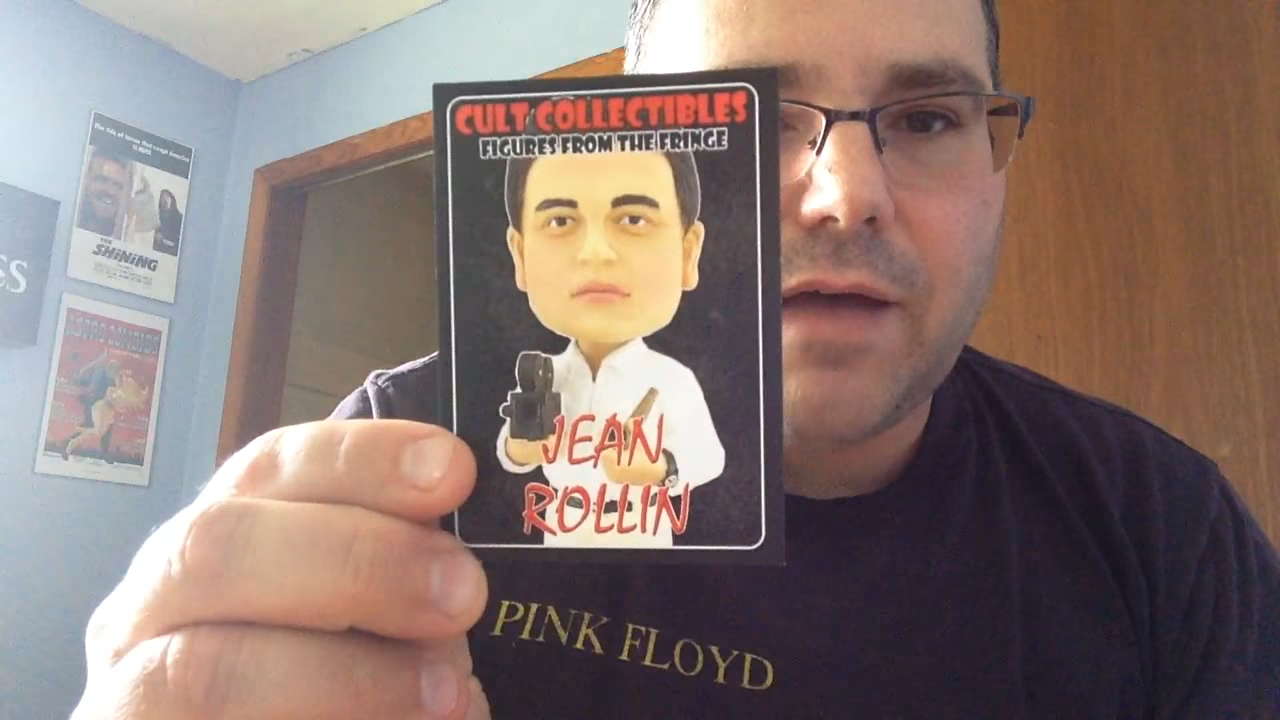 CULT COLLECTIBLES
FIGURES FROM THE FRINGE
JEAN
ROLLIN
PINK FLOYD
THE
SHiNiNG
SS